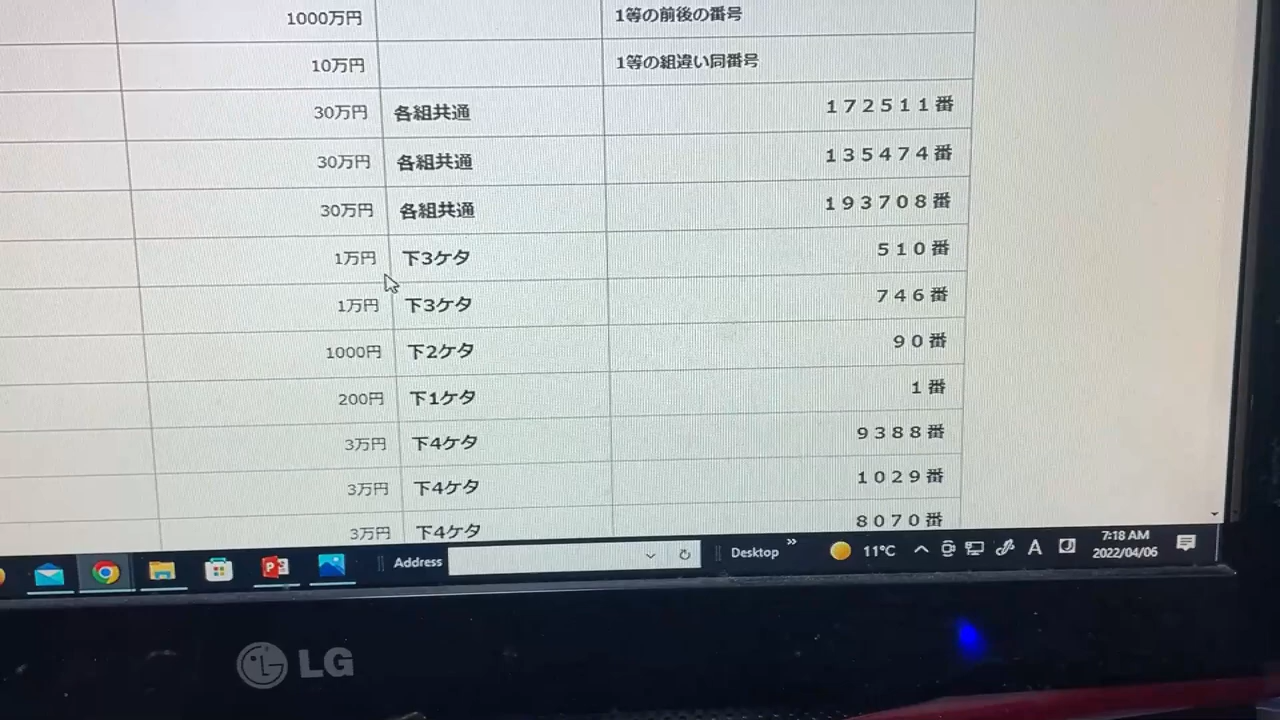 1000万円 1等の前後の番号
10万円 1等の組違い同番号
30万円 各組共通 172511番
30万円 各組共通 135474番
30万円 各組共通 193708番
1万円 下3ケタ 510番
1万円 下3ケタ 746番
1000円 下2ケタ 90番
200円 下1ケタ 1番
3万円 下4ケタ 9388番
3万円 下4ケタ 1029番
3万円 下4ケタ 8070番
Address Desktop 11°C A 7:18 AM
2022/04/06
LG